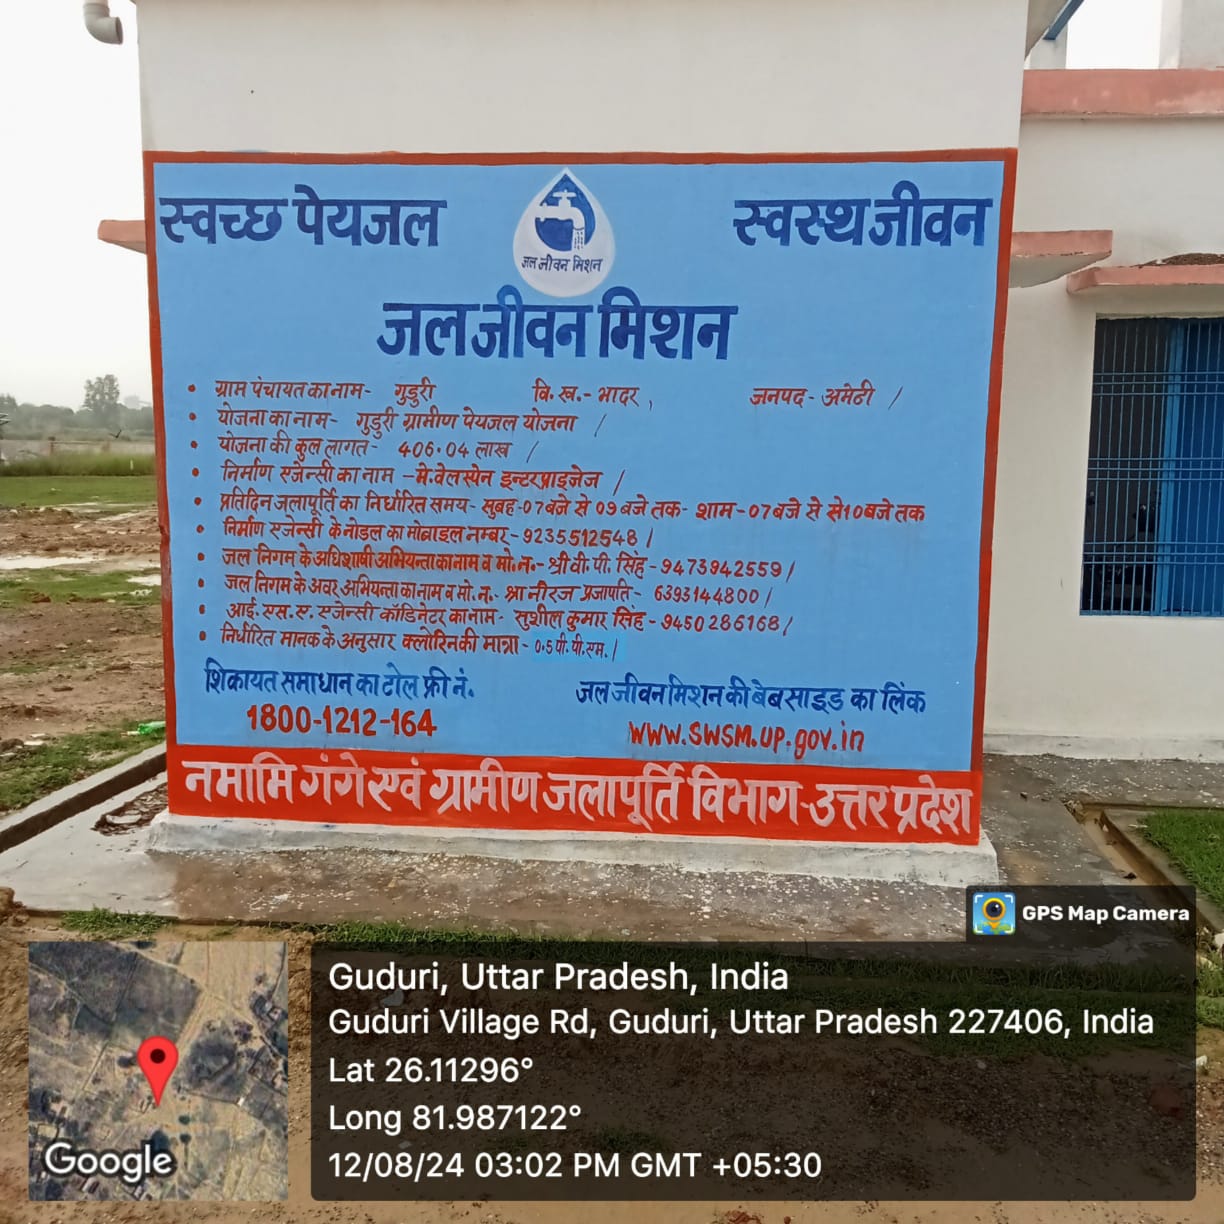 स्वच्छ पेयजल
जल जीवन मिशन
स्वस्थ जीवन
जल जीवन मिशन
• ग्राम पंचायत का नाम- गुडुरी वि. ख.- भादर, जनपद- अमेठी /
• योजना का नाम- गुडुरी ग्रामीण पेयजल योजना /
• योजना की कुल लागत- 406.04 लाख /
• निर्माण एजेन्सी का नाम - मे. वेलस्पेन इन्टरप्राइजेज /
• प्रतिदिन जलापूर्ति का निर्धारित समय- सुबह-07 बजे से 09 बजे तक- शाम-07 बजे से से 10 बजे तक
• निर्माण एजेन्सी के नोडल का मोबाइल नम्बर-9235512548 /
• जल निगम के अधिशाषी अभियन्ता का नाम व मो. न.- श्री वी. पी. सिंह-9473942559 /
• जल निगम के अवर अभियन्ता का नाम व मो. न.- श्री नीरज प्रजापति- 6393144800 /
• आई. एस. ए. एजेन्सी कॉडिनेटर का नाम- सुशील कुमार सिंह-9450286168 /
• निर्धारित मानक के अनुसार क्लोरिन की मात्रा- 0.5 पी. पी. एम. /
शिकायत समाधान का टोल फ्री नं.
1800-1212-164
जल जीवन मिशन की बेबसाइड का लिंक
www.swsm.up.gov.in
नमामि गंगे एवं ग्रामीण जलापूर्ति विभाग-उत्तर प्रदेश
GPS Map Camera
Guduri, Uttar Pradesh, India
Guduri Village Rd, Guduri, Uttar Pradesh 227406, India
Lat 26.11296°
Long 81.987122°
12/08/24 03:02 PM GMT +05:30
Google